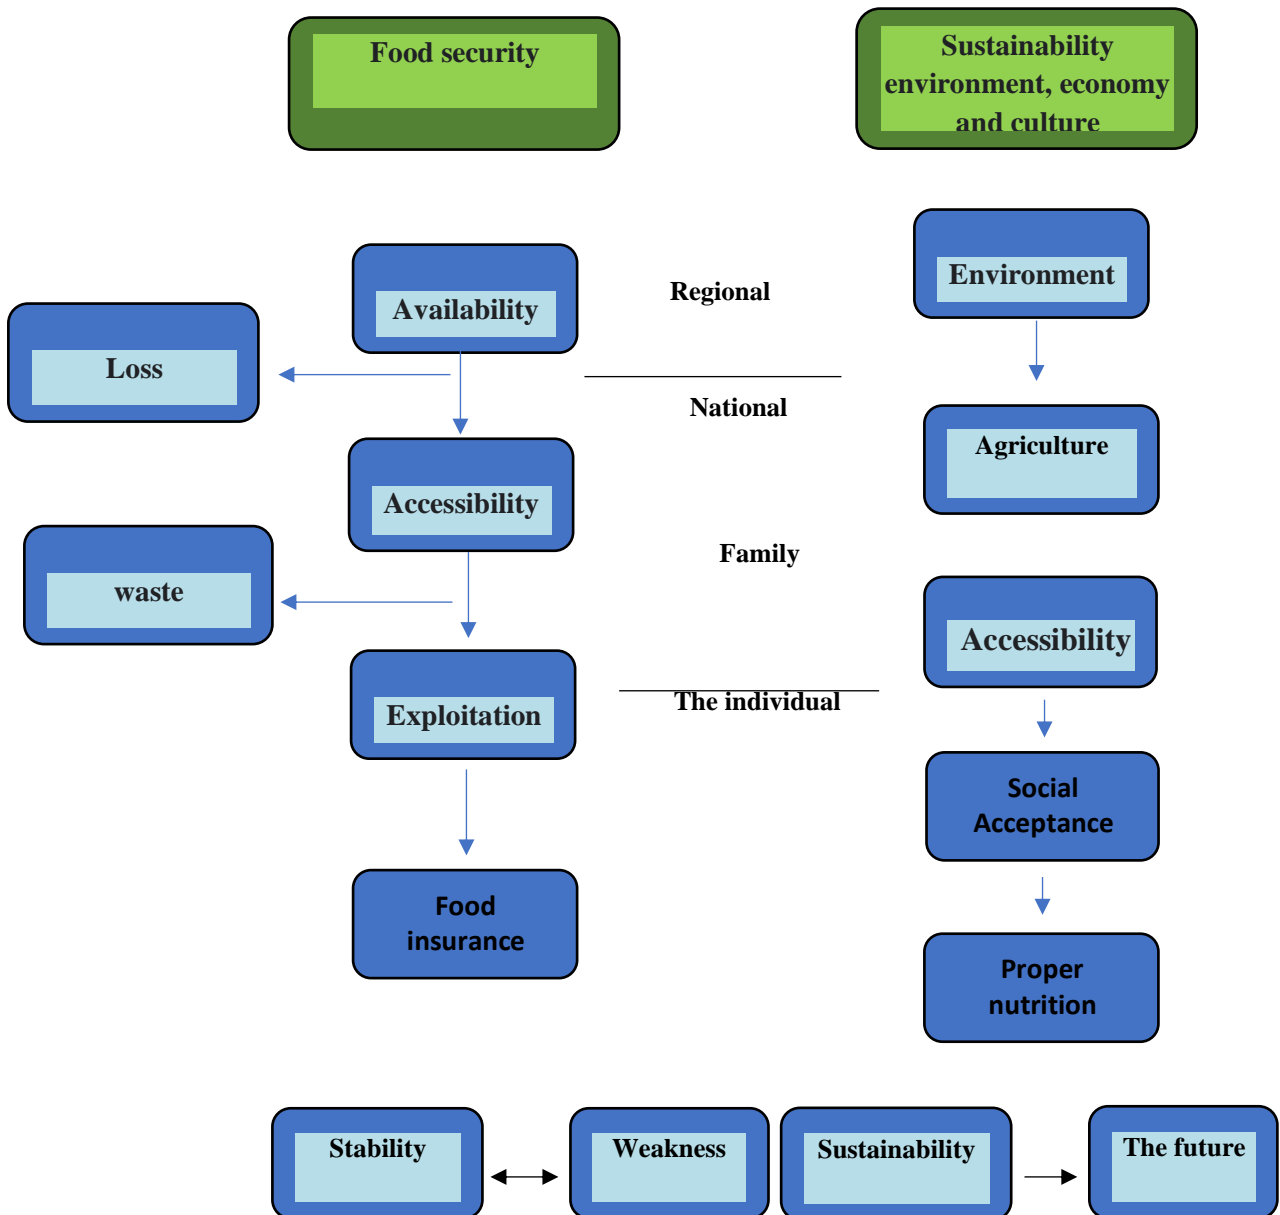 Food security
Sustainability
environment, economy
and culture
Environment
Regional
Availability
Loss
National
Agriculture
Accessibility
Family
waste
Accessibility
The individual
Exploitation
Social
Acceptance
Food
insurance
Proper
nutrition
Stability
Weakness
Sustainability
The future